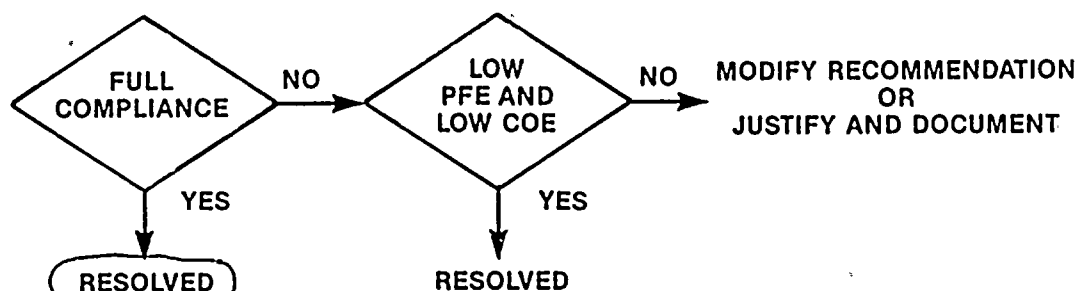 FULL
COMPLIANCE
NO
LOW
PFE AND
LOW COE
NO
MODIFY RECOMMENDATION
OR
JUSTIFY AND DOCUMENT
YES
YES
RESOLVED
RESOLVED